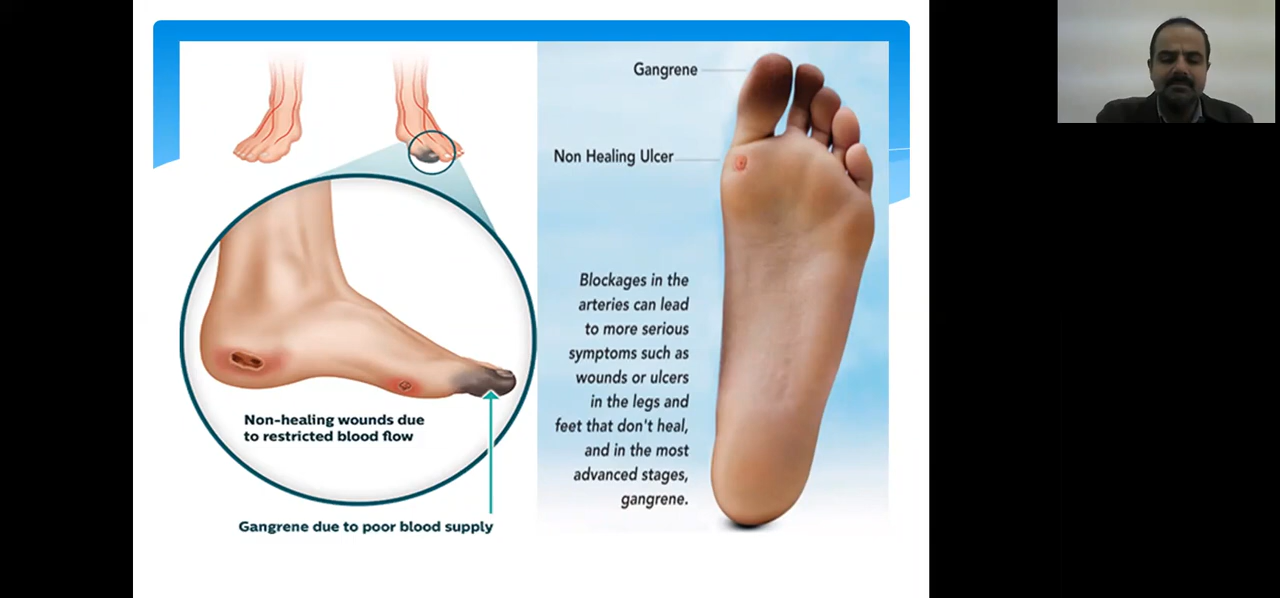 Non-healing wounds due
to restricted blood flow
Gangrene due to poor blood supply
Gangrene
Non Healing Ulcer
Blockages in the
arteries can lead
to more serious
symptoms such as
wounds or ulcers
in the legs and
feet that don't heal,
and in the most
advanced stages,
gangrene.